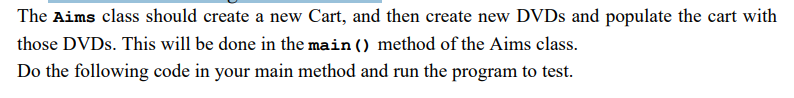 The Aims class should create a new Cart, and then create new DVDs and populate the cart with
those DVDs. This will be done in the main() method of the Aims class.
Do the following code in your main method and run the program to test.